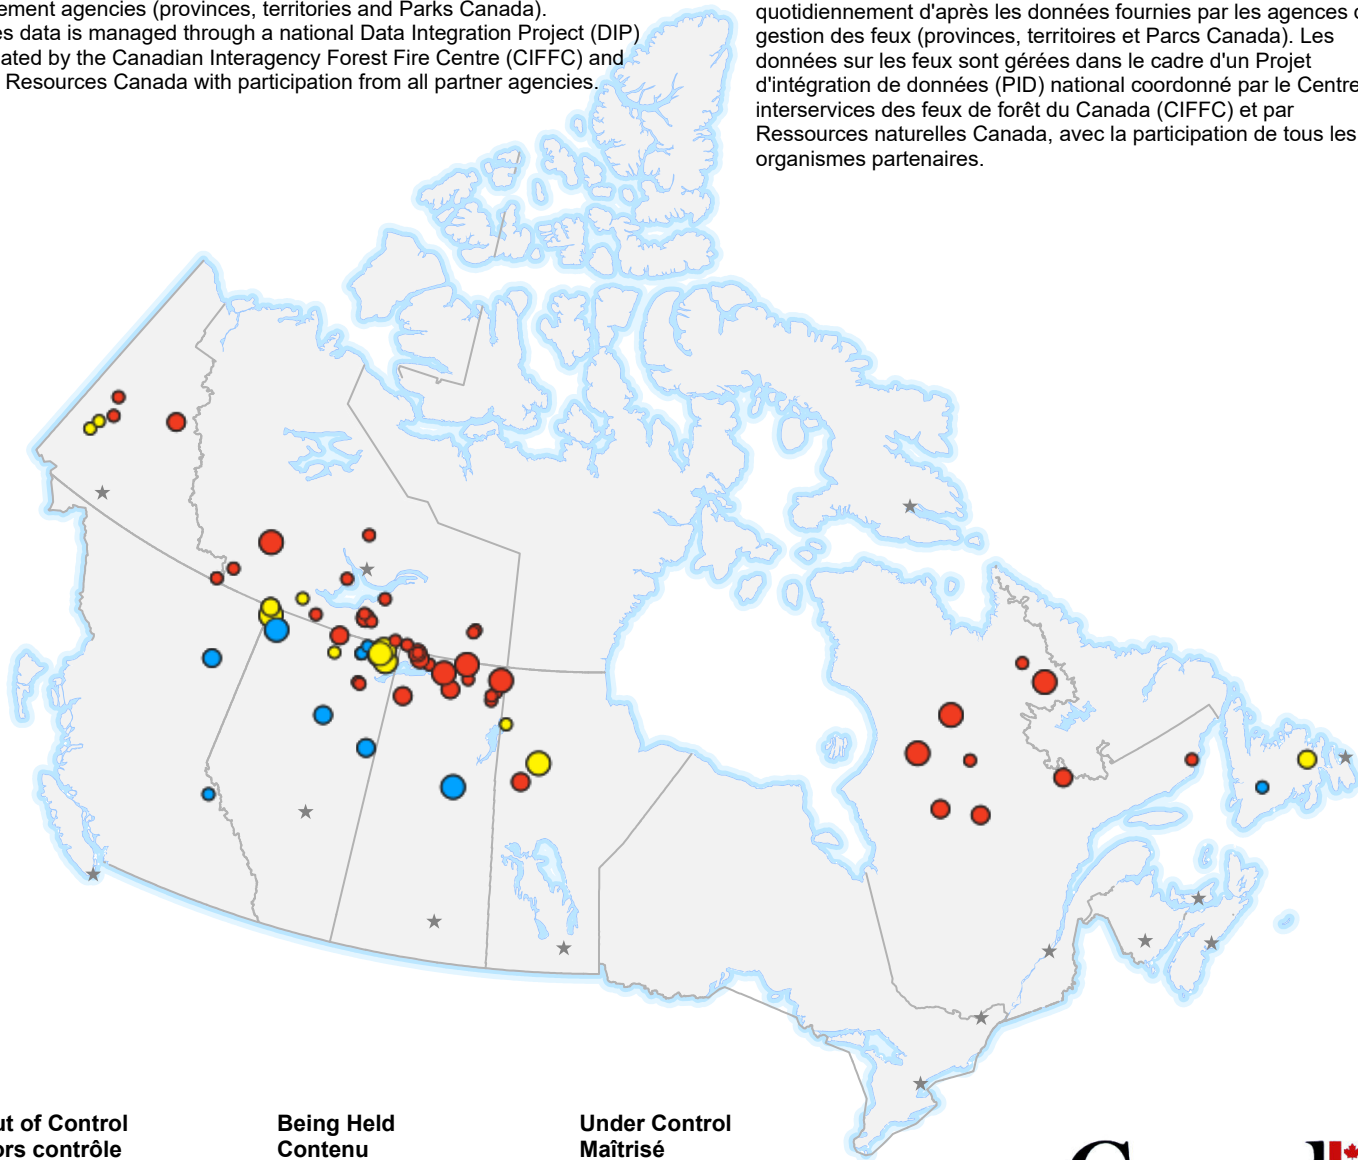 ement agencies (provinces, territories and Parks Canada).
es data is managed through a national Data Integration Project (DIP)
ated by the Canadian Interagency Forest Fire Centre (CIFFC) and
Resources Canada with participation from all partner agencies.
quotidiennement d'après les données fournies par les agences
gestion des feux (provinces, territoires et Parcs Canada). Les
données sur les feux sont gérées dans le cadre d'un Projet
d'intégration de données (PID) national coordonné par le Centre
interservices des feux de forêt du Canada (CIFFC) et par
Ressources naturelles Canada, avec la participation de tous les
organismes partenaires.
ut of Control
ors contrôle
Being Held
Contenu
Under Control
Maîtrisé